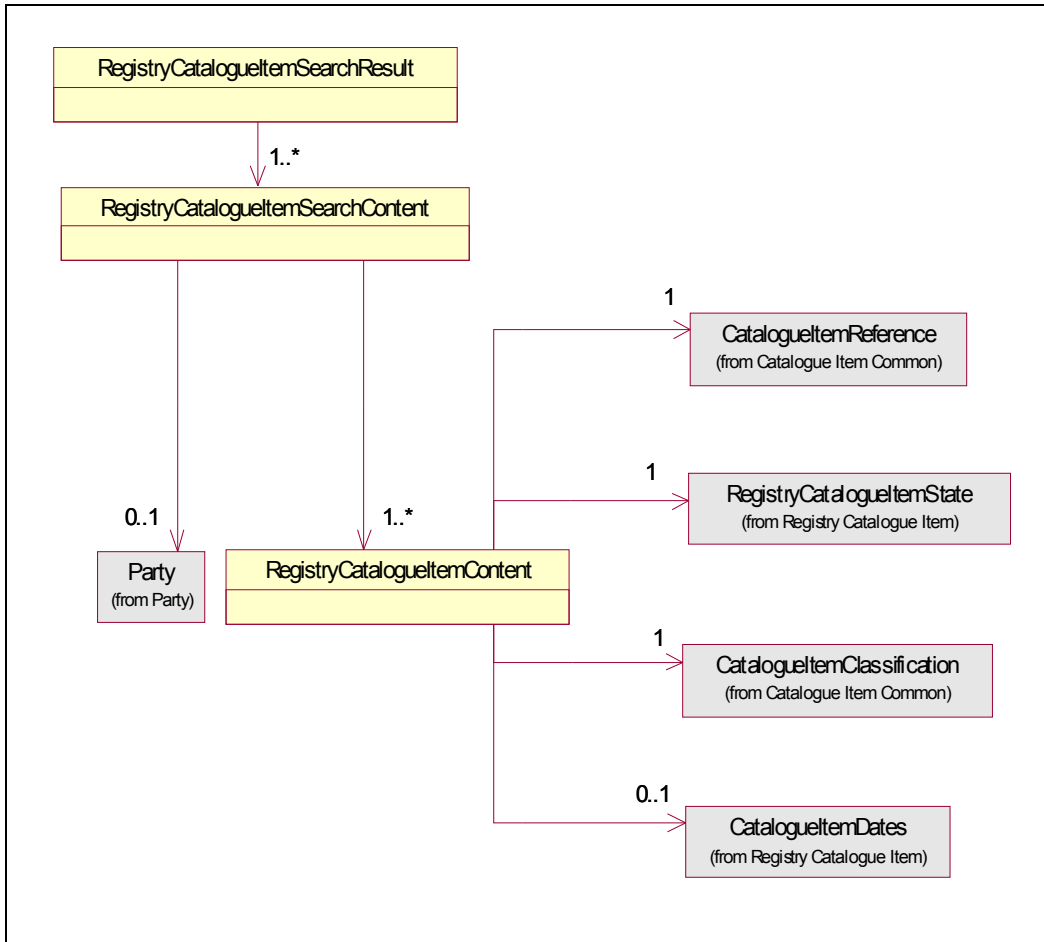 RegistryCatalogueItemSearchResult
1..*
RegistryCatalogueItemSearchContent
1
CatalogueItemReference
(from Catalogue Item Common)
1
RegistryCatalogueItemState
(from Registry Catalogue Item)
0..1
1..*
Party
(from Party)
RegistryCatalogueItemContent
1
CatalogueItemClassification
(from Catalogue Item Common)
0..1
CatalogueItemDates
(from Registry Catalogue Item)